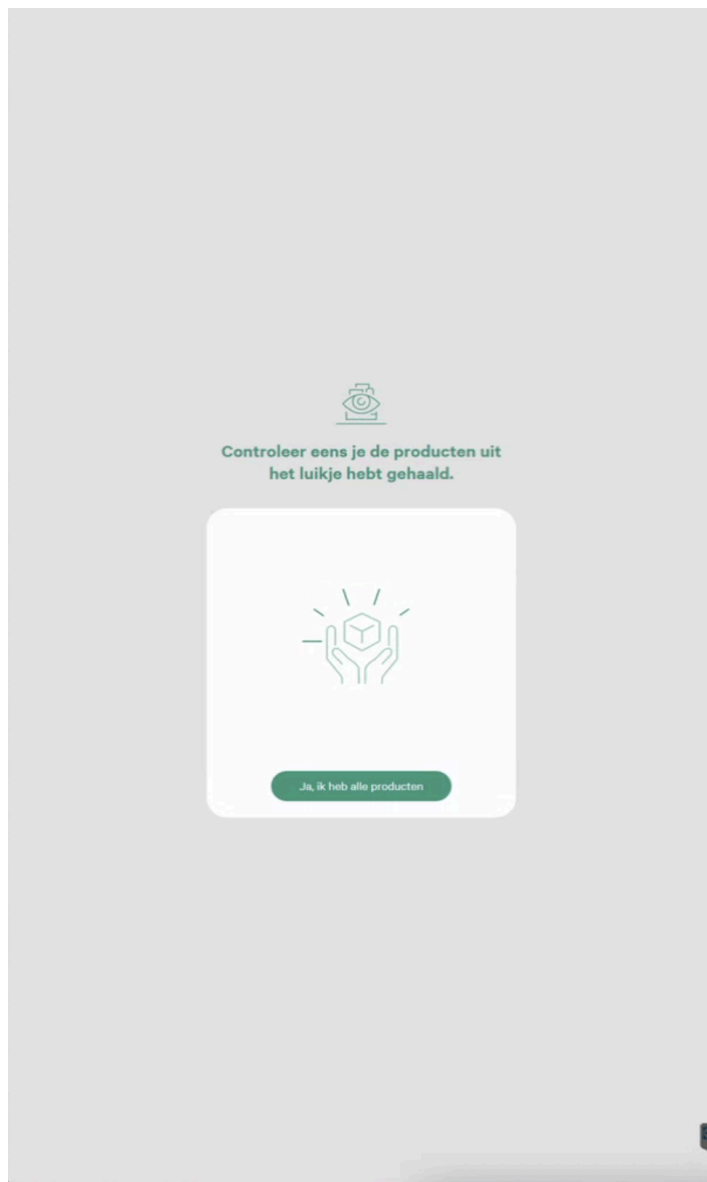 Controleer eens je de producten uit
het luikje hebt gehaald.
Ja, ik heb alle producten